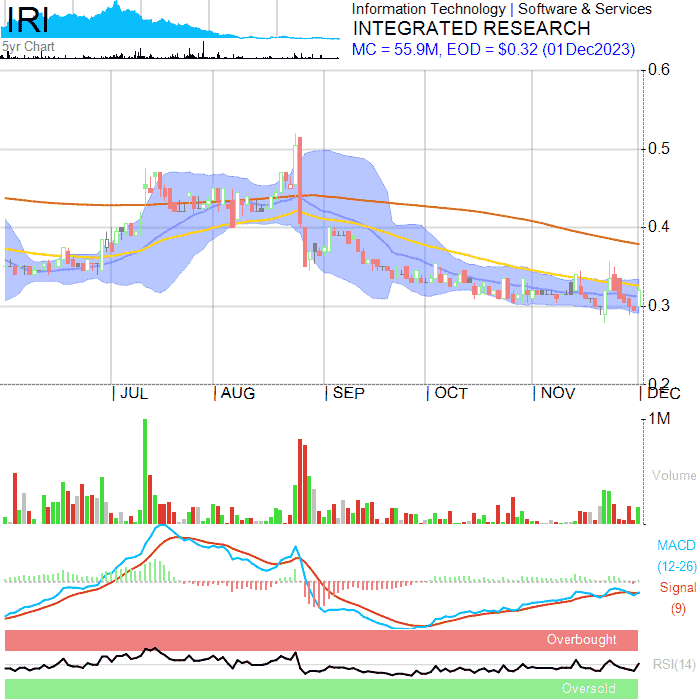 IRI
5yr Chart
Information Technology | Software & Services
INTEGRATED RESEARCH
MC = 55.9M, EOD = $0.32 (01Dec2023)
0.6
0.5
0.4
0.3
0.2
JUL
AUG
SEP
OCT
NOV
DEC
1M
Volume
MACD
(12-26)
Signal
(9)
Overbought
RSI(14)
Oversold